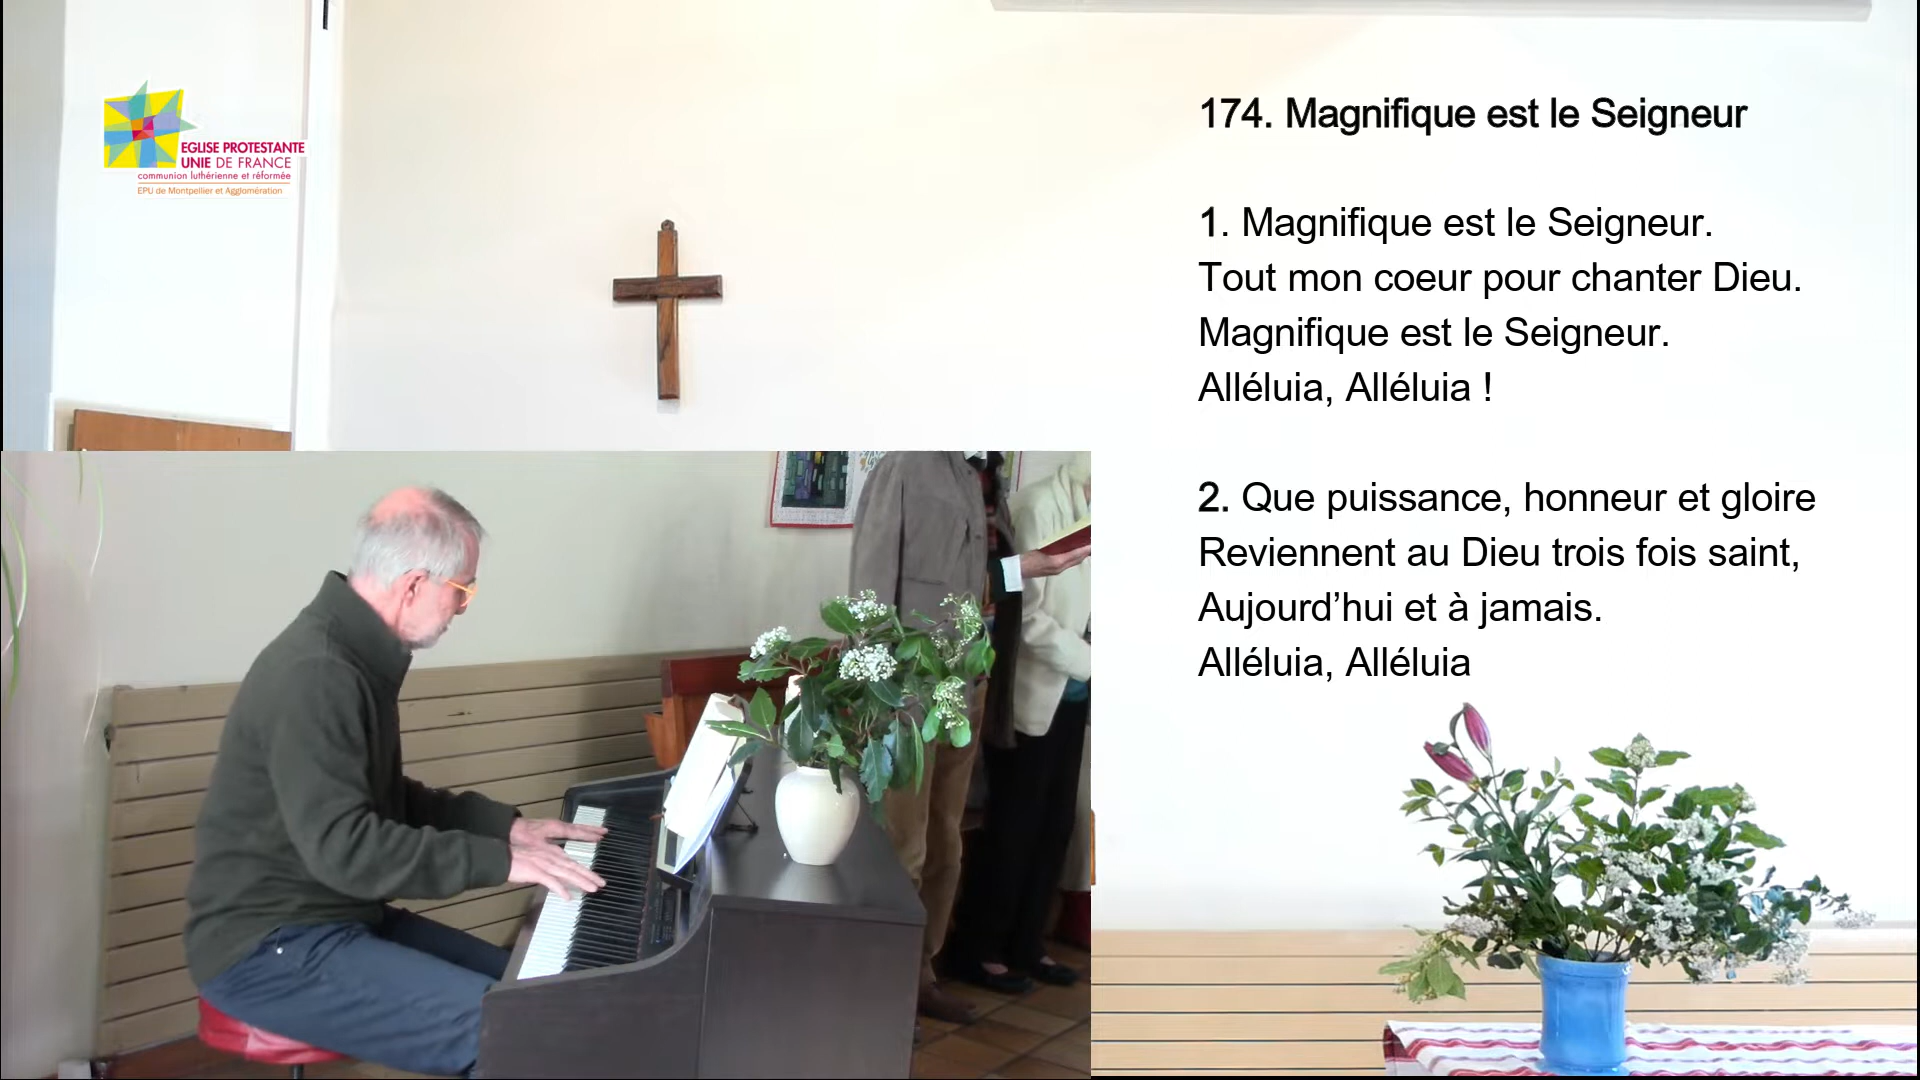 EGLISE PROTESTANTE
UNIE DE FRANCE
communion luthérienne et réformée
EPU de Montpellier et Agglomération
174. Magnifique est le Seigneur
1. Magnifique est le Seigneur.
Tout mon coeur pour chanter Dieu.
Magnifique est le Seigneur.
Alléluia, Alléluia !
2. Que puissance, honneur et gloire
Reviennent au Dieu trois fois saint,
Aujourd’hui et à jamais.
Alléluia, Alléluia